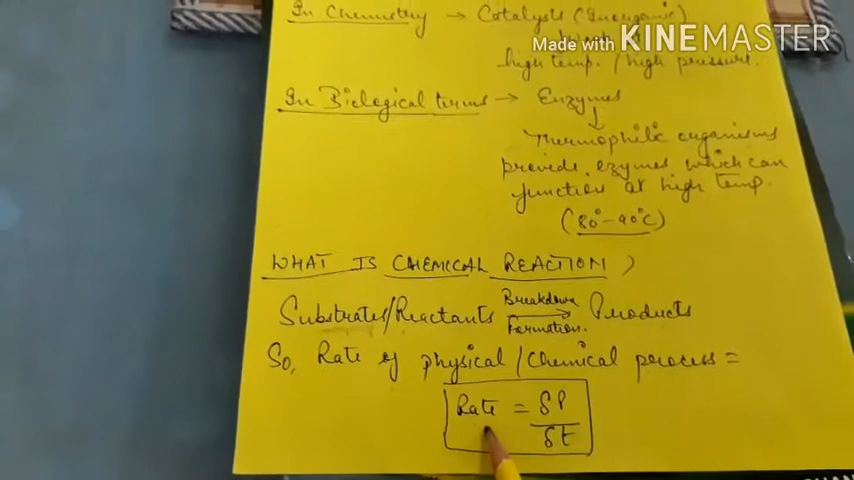 In Chemistry → Catalysts (Inorganic)
Made with KINEMASTER
high temp. / high pressure.
In Biological terms → Enzymes
Thermophilic organisms
provide ezymes which can
function at high temp.
(80°-90°C)
WHAT IS CHEMICAL REACTION ?
Substrates/Reactants Breakdown Formation. → Products
So, Rate of physical / Chemical process =
Rate = δP
δt